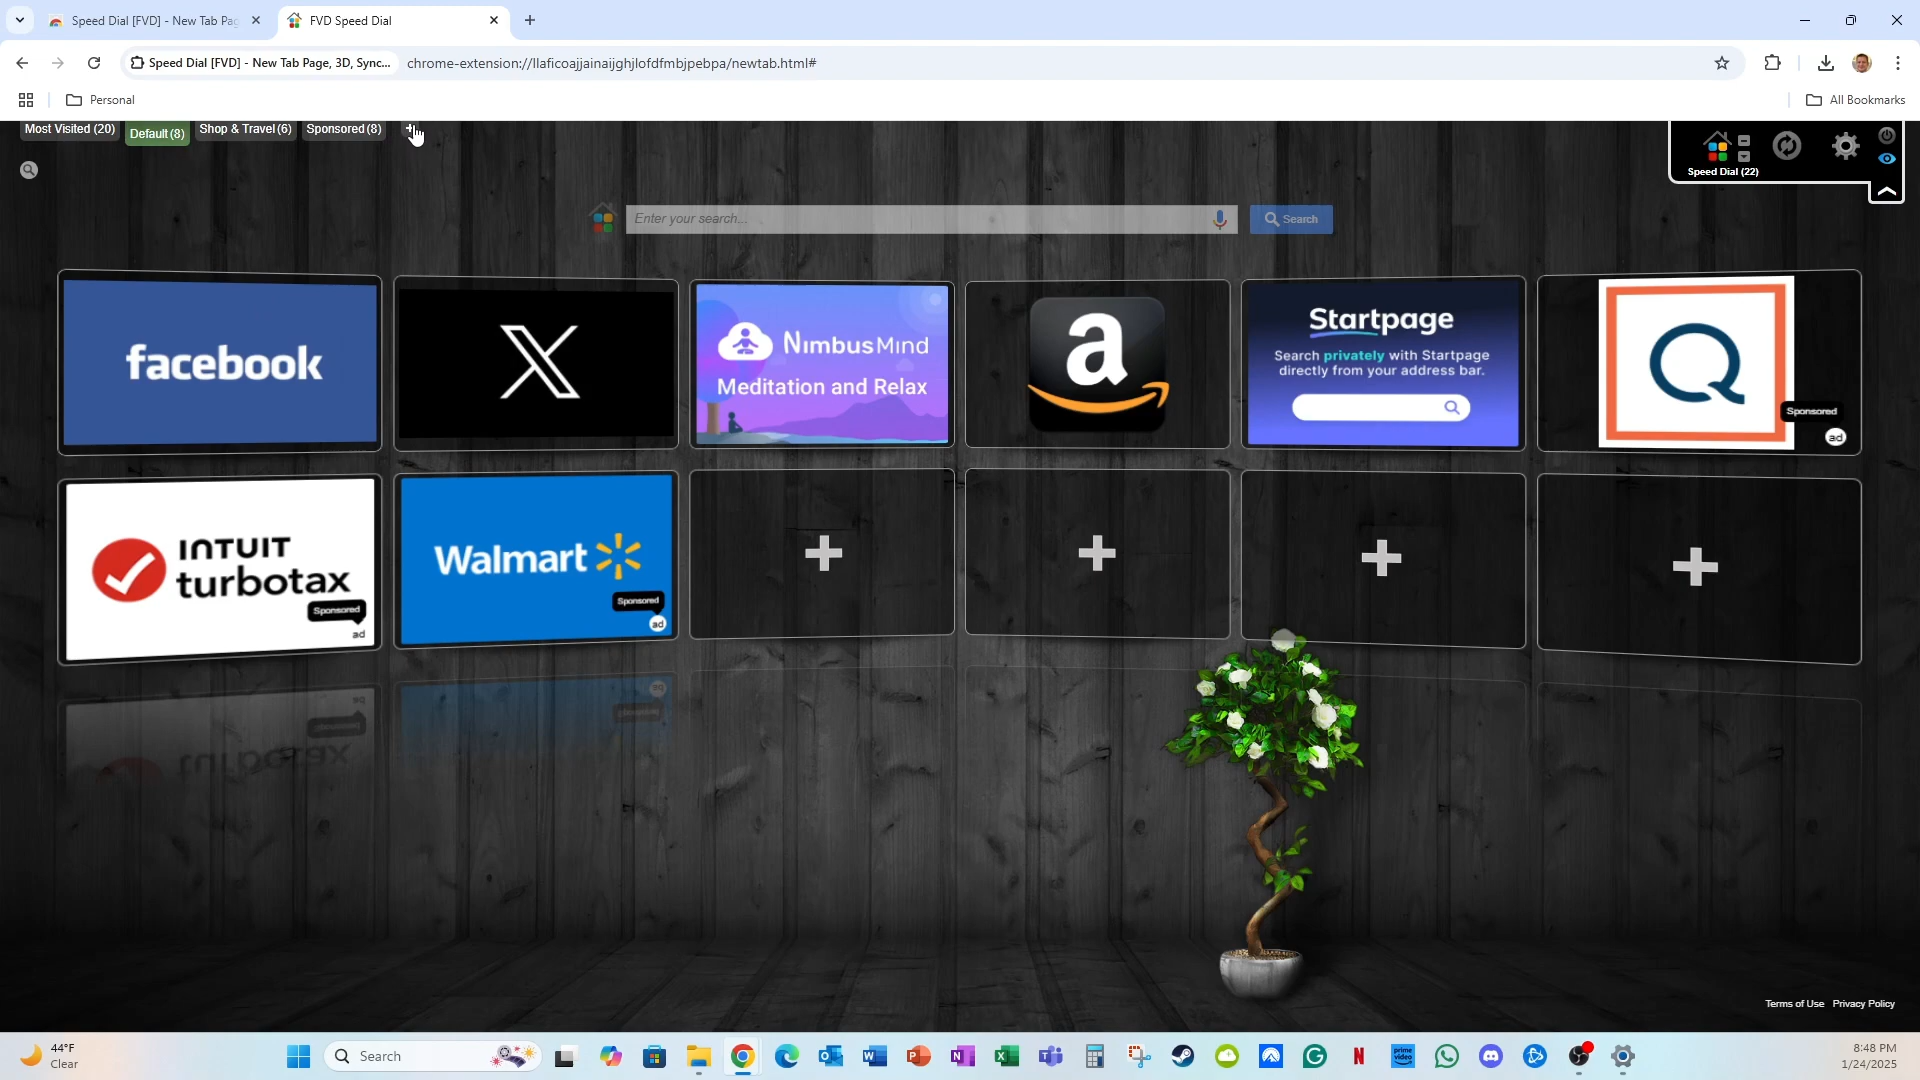 Speed Dial [FVD] - New Tab Pag
FVD Speed Dial
Speed Dial [FVD] - New Tab Page, 3D, Sync...
chrome-extension://llaficoajjainaijghjlofdfmbjpebpa/newtab.html#
Personal
All Bookmarks
Most Visited (20)
Default (8)
Shop & Travel (6)
Sponsored (8)
+
Speed Dial (22)
Enter your search...
Search
facebook
X
NimbusMind
Meditation and Relax
a
Startpage
Search privately with Startpage
directly from your address bar.
Q
Sponsored
ad
INTUIT
turbotax
Sponsored
ad
Walmart
Sponsored
ad
Terms of Use
Privacy Policy
44°F
Clear
Search
prime video
8:48 PM
1/24/2025